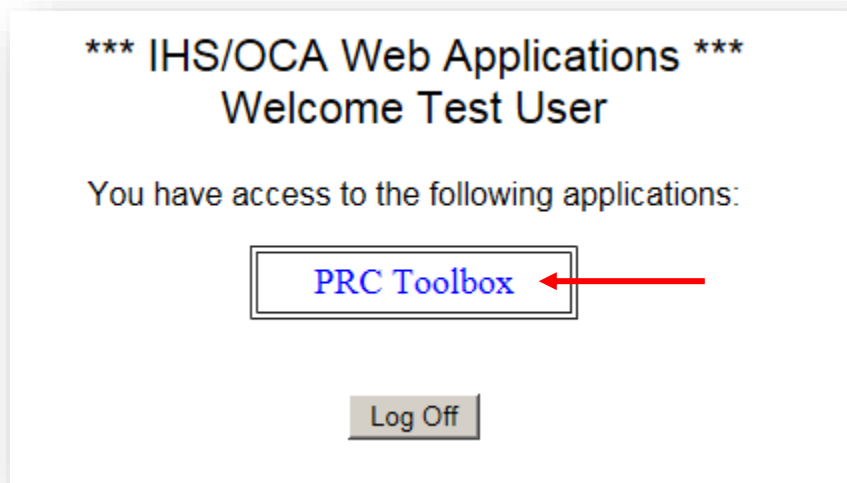 *** IHS/OCA Web Applications ***
Welcome Test User
You have access to the following applications:
PRC Toolbox
Log Off